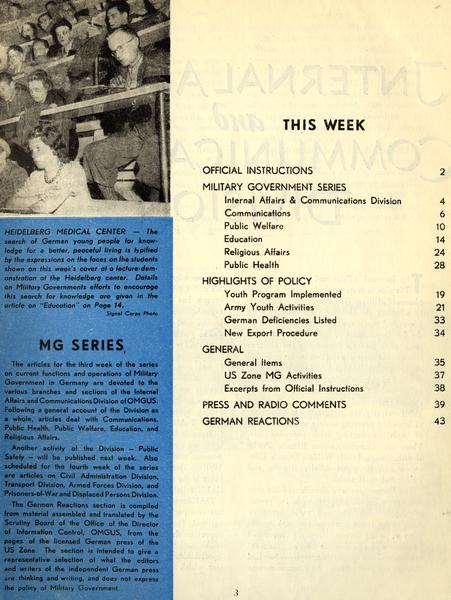 HEIDELBERG MEDICAL CENTER — The
search of German young people for know-
ledge for a better, peaceful living is typified
by the expressions on the faces on the students
shown on this week's cover at a lecture-dem-
onstration at the Heidelberg center. Details
on Military Governments efforts to encourage
this search for knowledge are given in the
article on "Education" on Page 14.
Signal Corps Photo
MG SERIES
The articles for the third week of the series
on current functions and operations of Military
Government in Germany are devoted to the
various branches and sections of the Internal
Affairs and Communications Division of OMGUS.
Following a general account of the Division as
a whole, articles deal with Communications,
Public Health, Public Welfare, Education, and
Religious Affairs.
Another activity of the Division — Public
Safety — will be published next week. Also
scheduled for the fourth week of the series
are articles on Civil Administration Division,
Transport Division, Armed Forces Division, and
Prisoners-of-War and Displaced Persons Division.
The German Reactions section is compiled
from material assembled and translated by the
Scrutiny Board of the Office of the Director
of Information Control, OMGUS, from the
pages of the licensed German press of the
US Zone. The section is intended to give a
representative selection of what the editors
and writers of the independent German press
are thinking and writing, and does not express
the policy of Military Government.
THIS WEEK
OFFICIAL INSTRUCTIONS 2
MILITARY GOVERNMENT SERIES
Internal Affairs & Communications Division 4
Communications 6
Public Welfare 10
Education 14
Religious Affairs 24
Public Health 28
HIGHLIGHTS OF POLICY
Youth Program Implemented 19
Army Youth Activities 21
German Deficiencies Listed 33
New Export Procedure 34
GENERAL
General Items 35
US Zone MG Activities 37
Excerpts from Official Instructions 38
PRESS AND RADIO COMMENTS 39
GERMAN REACTIONS 43
3